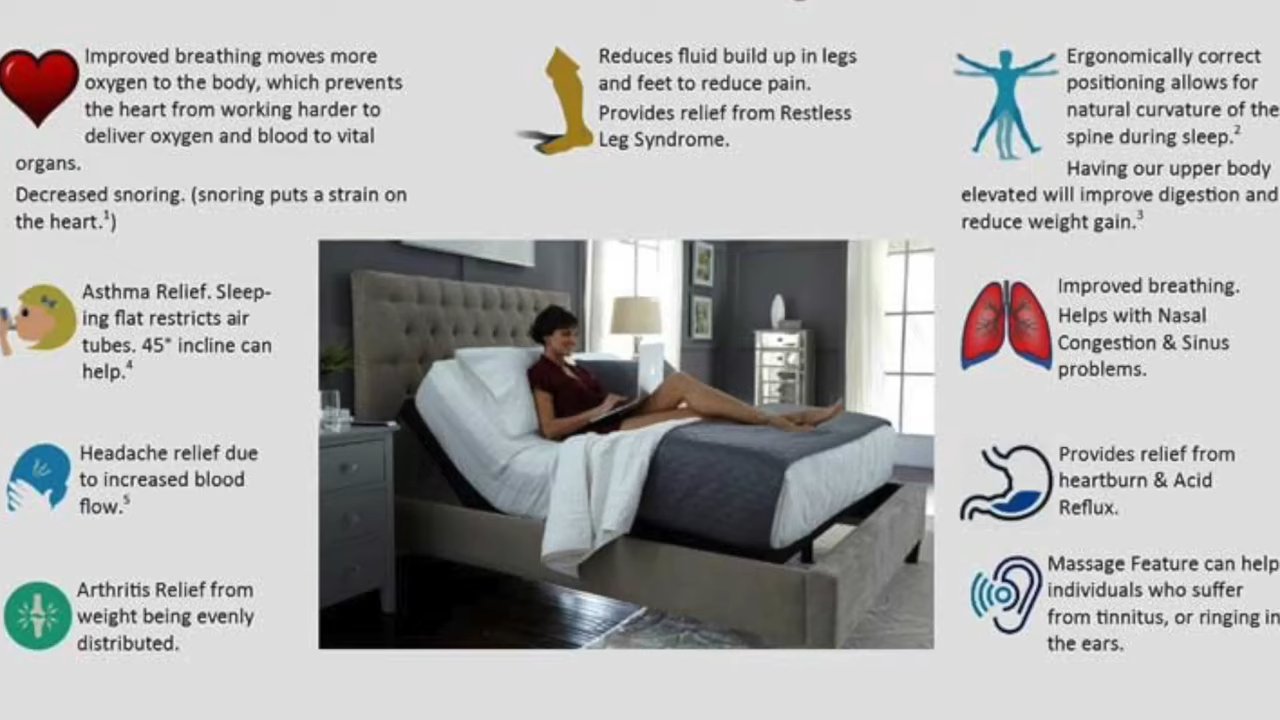 Improved breathing moves more
oxygen to the body, which prevents
the heart from working harder to
deliver oxygen and blood to vital
organs.
Decreased snoring. (snoring puts a strain on
the heart.¹)
Reduces fluid build up in legs
and feet to reduce pain.
Provides relief from Restless
Leg Syndrome.
Ergonomically correct
positioning allows for
natural curvature of the
spine during sleep.²
Having our upper body
elevated will improve digestion and
reduce weight gain.³
Asthma Relief. Sleep-
ing flat restricts air
tubes. 45° incline can
help.⁴
Improved breathing.
Helps with Nasal
Congestion & Sinus
problems.
Headache relief due
to increased blood
flow.⁵
Provides relief from
heartburn & Acid
Reflux.
Arthritis Relief from
weight being evenly
distributed.
Massage Feature can help
individuals who suffer
from tinnitus, or ringing in
the ears.